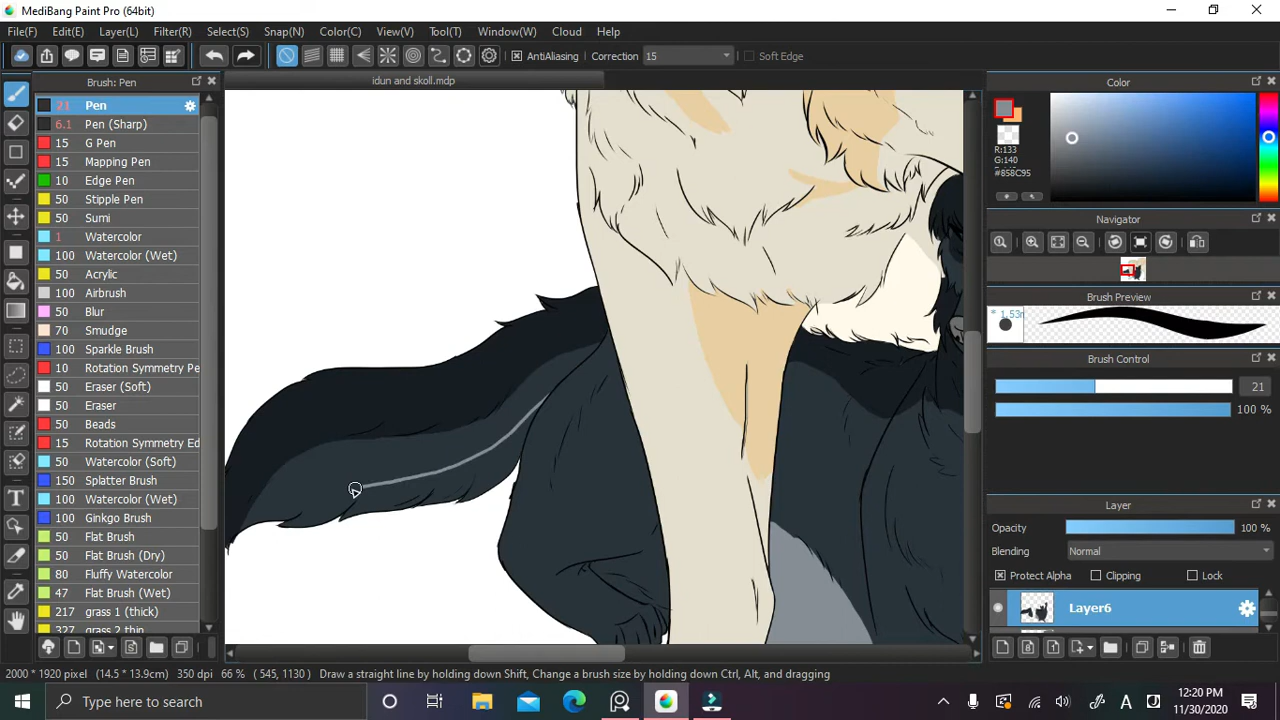 MediBang Paint Pro (64bit)
File(F) Edit(E) Layer(L) Filter(R) Select(S) Snap(N) Color(C) View(V) Tool(T) Window(W) Cloud Help
AntiAliasing Correction 15 Soft Edge
Brush: Pen
idun and skoll.mdp
Color
21 Pen
6.1 Pen (Sharp)
15 G Pen
15 Mapping Pen
10 Edge Pen
50 Stipple Pen
50 Sumi
1 Watercolor
100 Watercolor (Wet)
50 Acrylic
100 Airbrush
50 Blur
70 Smudge
100 Sparkle Brush
10 Rotation Symmetry Pe
50 Eraser (Soft)
50 Eraser
50 Beads
15 Rotation Symmetry Ed
50 Watercolor (Soft)
150 Splatter Brush
100 Watercolor (Wet)
100 Ginkgo Brush
50 Flat Brush
50 Flat Brush (Dry)
80 Fluffy Watercolor
47 Flat Brush (Wet)
217 grass 1 (thick)
327 grass 2 thin
R:133
G:140
#858C95
Navigator
Brush Preview
* 1.53m
Brush Control
21
100 %
Layer
Opacity 100 %
Blending Normal
Protect Alpha Clipping Lock
Layer6
2000 * 1920 pixel (14.5 * 13.9cm) 350 dpi 66 % (545, 1130) Draw a straight line by holding down Shift, Change a brush size by holding down Ctrl, Alt, and dragging
Type here to search
A
12:20 PM
11/30/2020